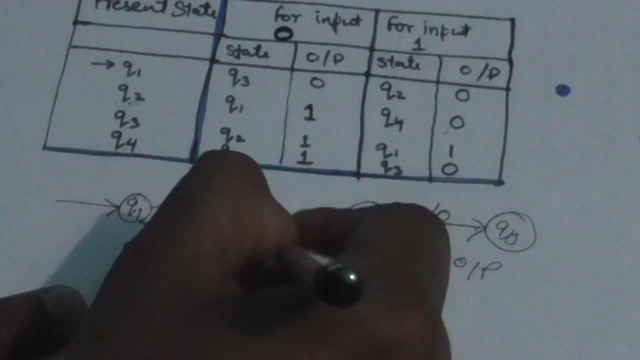 Present State for input for input
0 1
state O/P state O/P
→ q1 q3 0 q2 0
q2 q1 1 q4 0
q3 q2 1 q1 1
q4 1 q3 0
q1
/0
O/P